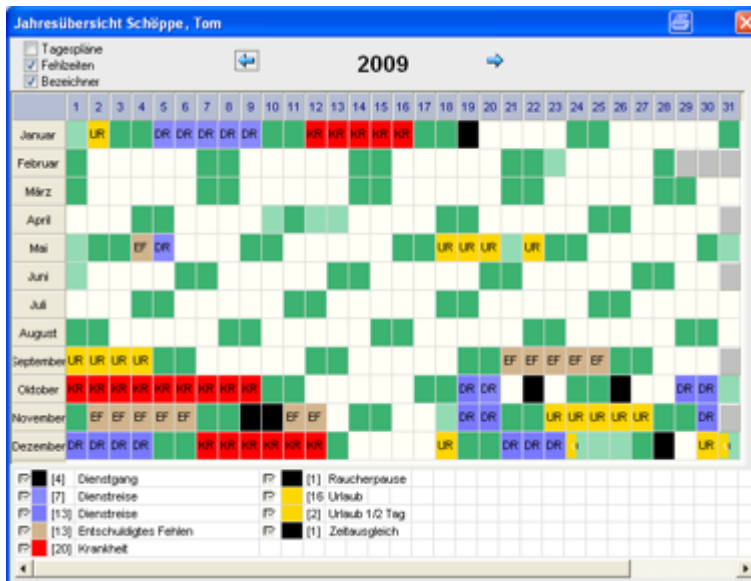 Jahresübersicht Schöppe, Tom
Tagespläne
Fehlzeiten
Bezeichner
2009
1 2 3 4 5 6 7 8 9 10 11 12 13 14 15 16 17 18 19 20 21 22 23 24 25 26 27 28 29 30 31
Januar UR DR DR DR DR DR KR KR KR KR KR
Februar
März
April
Mai EF DR UR UR UR UR
Juni
Juli
August
September UR UR UR UR EF EF EF EF EF
Oktober KR KR KR KR KR KR KR KR KR DR DR DR DR
November EF EF EF EF EF EF EF DR DR UR UR UR UR UR DR
Dezember DR DR DR DR KR KR KR KR KR KR UR DR DR DR UR
[4] Dienstgang [1] Raucherpause
[7] Dienstreise [16 Urlaub
[13] Dienstreise [2] Urlaub 1/2 Tag
[13] Entschuldigtes Fehlen [1] Zeitausgleich
[20] Krankheit